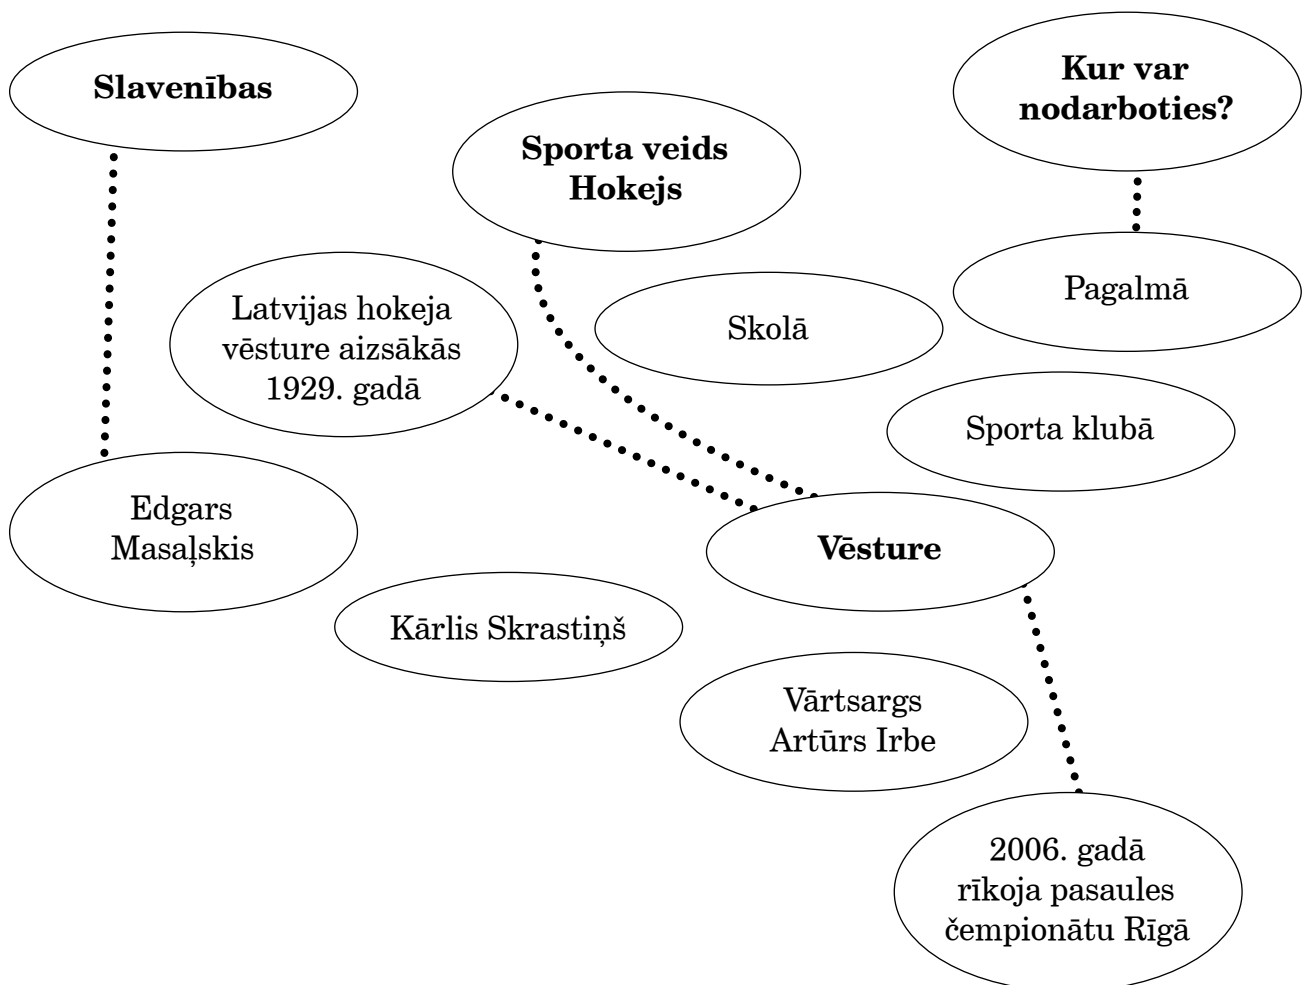 Slavenības
Kur var
nodarboties?
Sporta veids
Hokejs
Latvijas hokeja
vēsture aizsākās
1929. gadā
Skolā
Pagalmā
Sporta klubā
Edgars
Masaļskis
Vēsture
Kārlis Skrastiņš
Vārtsargs
Artūrs Irbe
2006. gadā
rīkoja pasaules
čempionātu Rīgā